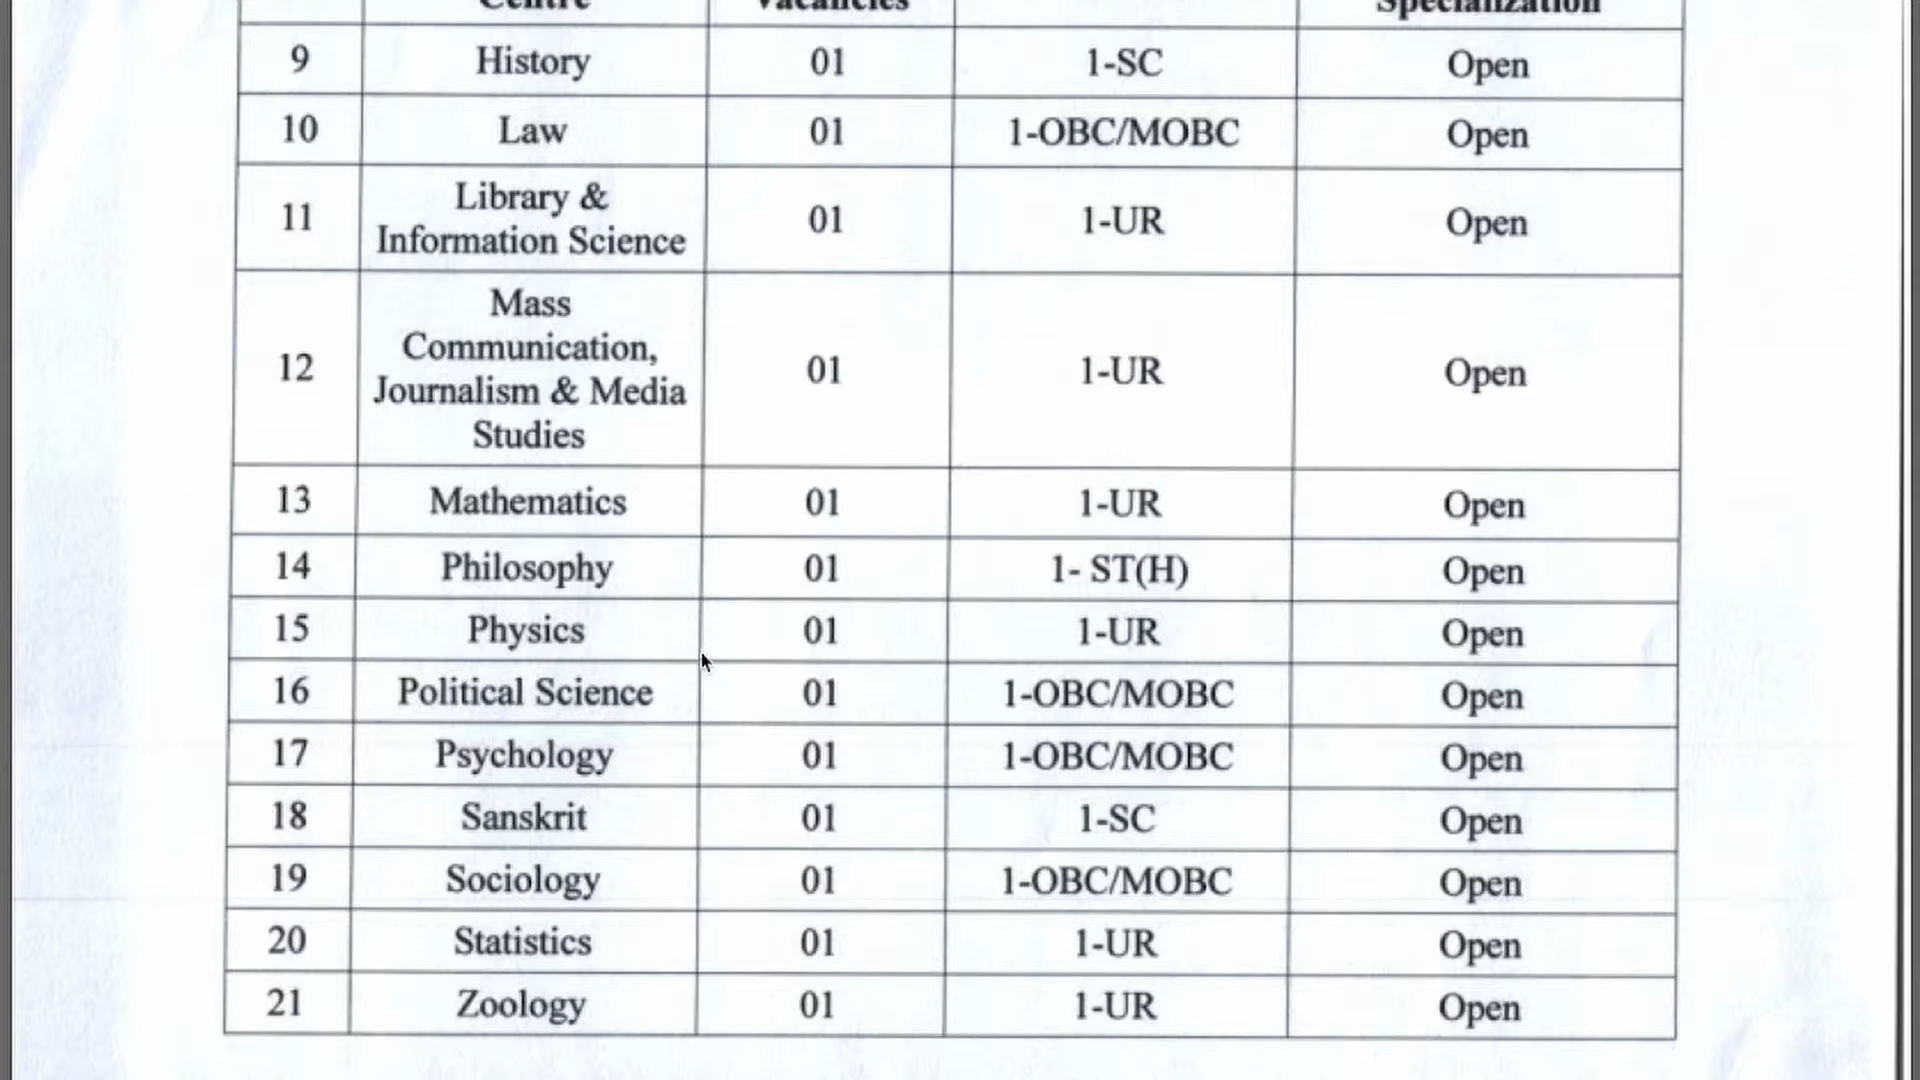 Centre Vacancies Specialization
9 History 01 1-SC Open
10 Law 01 1-OBC/MOBC Open
Library &
11 01 1-UR Open
Information Science
Mass
Communication,
12 01 1-UR Open
Journalism & Media
Studies
13 Mathematics 01 1-UR Open
14 Philosophy 01 1- ST(H) Open
15 Physics 01 1-UR Open
16 Political Science 01 1-OBC/MOBC Open
17 Psychology 01 1-OBC/MOBC Open
18 Sanskrit 01 1-SC Open
19 Sociology 01 1-OBC/MOBC Open
20 Statistics 01 1-UR Open
21 Zoology 01 1-UR Open